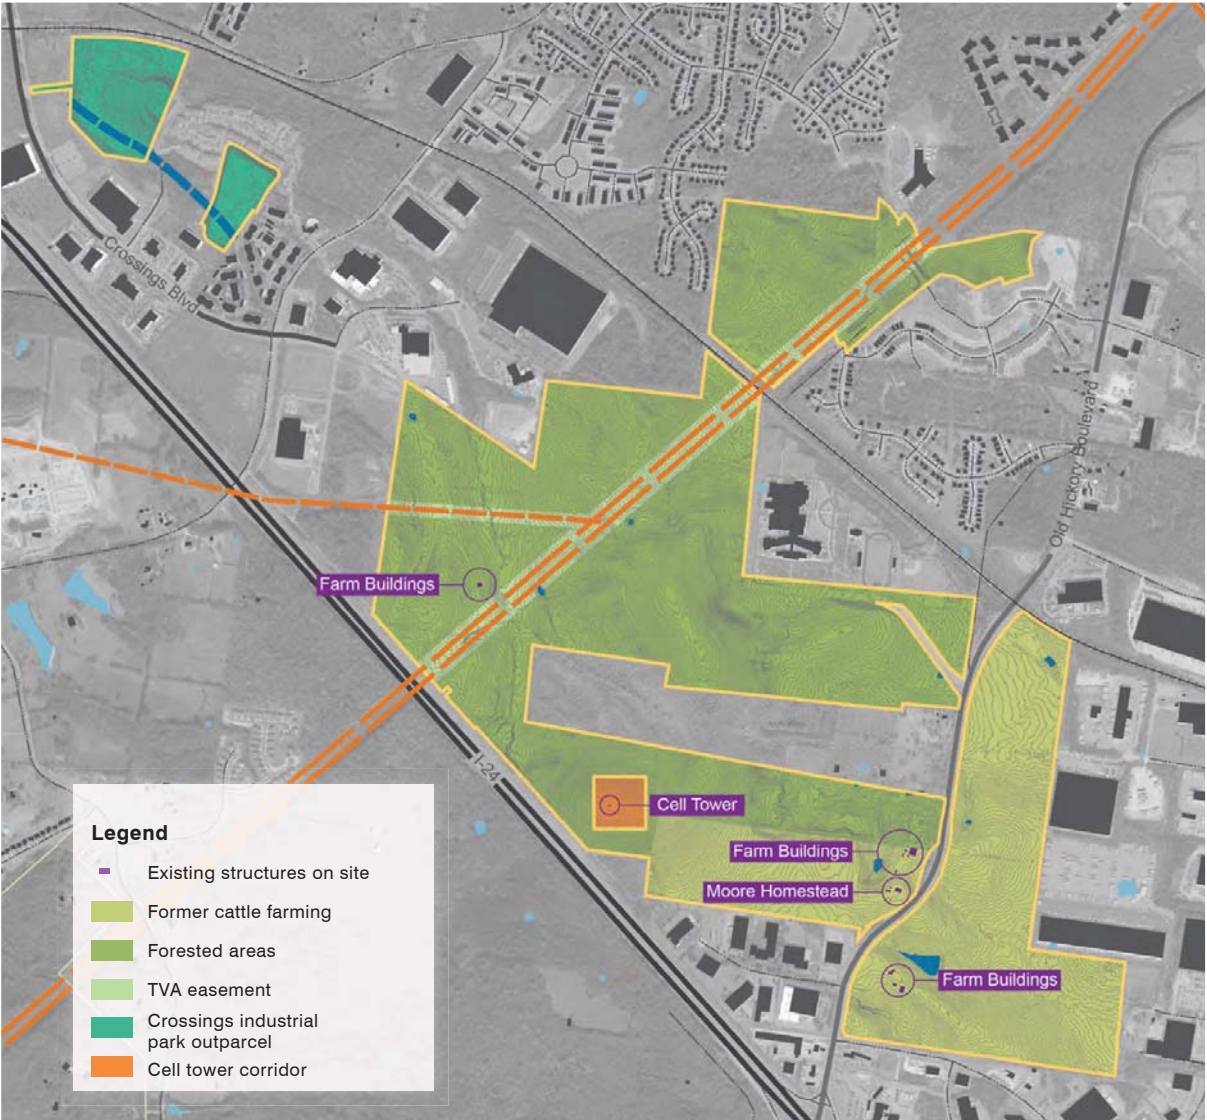 Crossings Blvd
Old Hickory Boulevard
Farm Buildings
I-24
Cell Tower
Farm Buildings
Moore Homestead
Farm Buildings
Legend
Existing structures on site
Former cattle farming
Forested areas
TVA easement
Crossings industrial
park outparcel
Cell tower corridor